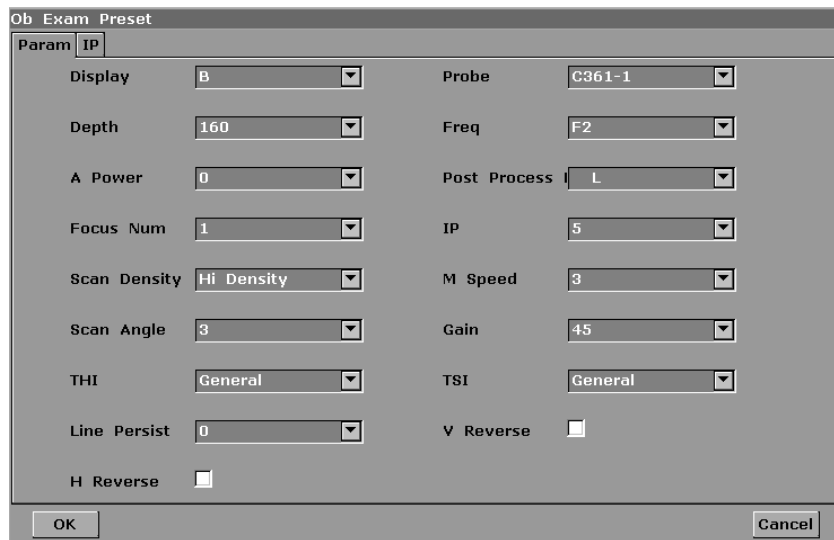 Ob Exam Preset
Param IP
Display B Probe C361-1
Depth 160 Freq F2
A Power 0 Post Process L
Focus Num 1 IP 5
Scan Density Hi Density M Speed 3
Scan Angle 3 Gain 45
THI General TSI General
Line Persist 0 V Reverse
H Reverse
OK Cancel